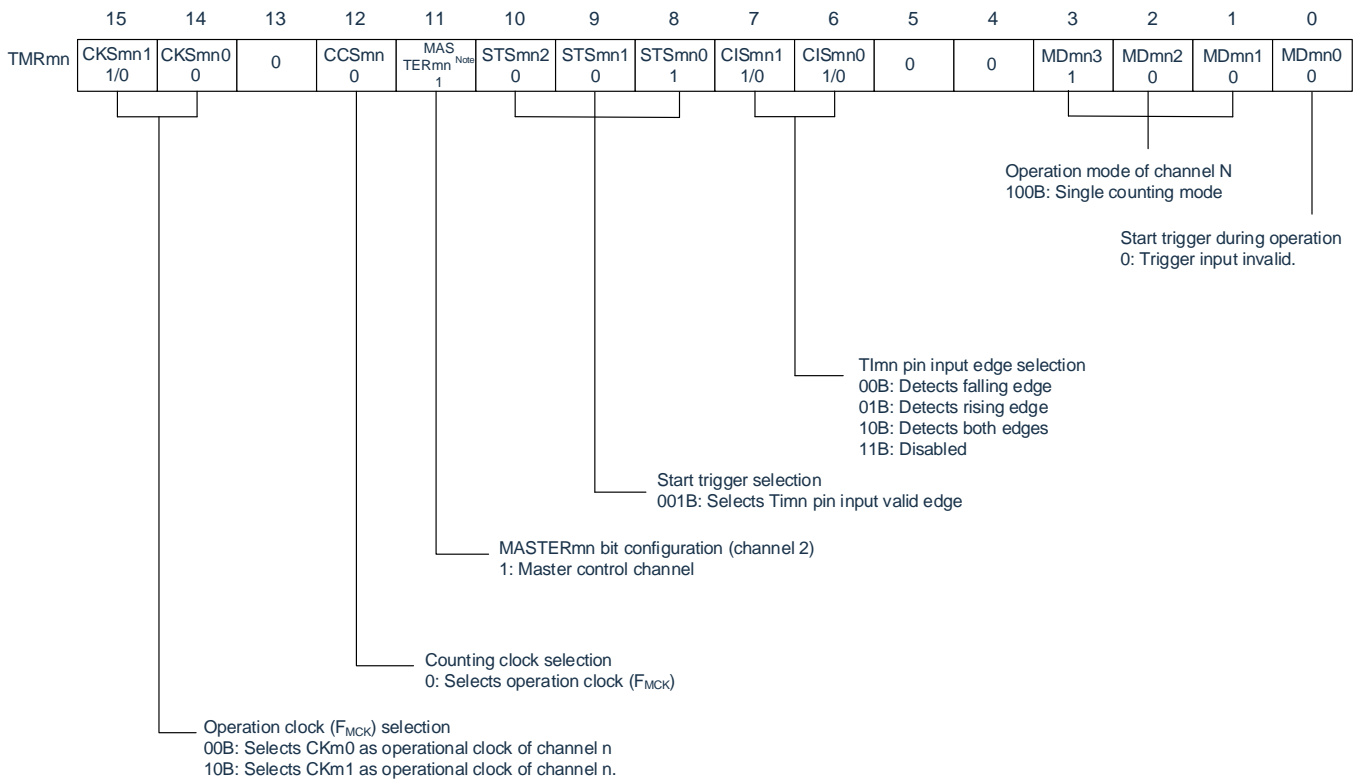 15 14 13 12 11 10 9 8 7 6 5 4 3 2 1 0
TMRmn
CKSmn1 1/0
CKSmn0 0
0
CCSmn 0
MAS TERmn Note 1
STSmn2 0
STSmn1 0
STSmn0 1
CISmn1 1/0
CISmn0 1/0
0
0
MDmn3 1
MDmn2 0
MDmn1 0
MDmn0 0
Operation mode of channel N
100B: Single counting mode
Start trigger during operation
0: Trigger input invalid.
TImn pin input edge selection
00B: Detects falling edge
01B: Detects rising edge
10B: Detects both edges
11B: Disabled
Start trigger selection
001B: Selects Timn pin input valid edge
MASTERmn bit configuration (channel 2)
1: Master control channel
Counting clock selection
0: Selects operation clock (FMCK)
Operation clock (FMCK) selection
00B: Selects CKm0 as operational clock of channel n
10B: Selects CKm1 as operational clock of channel n.